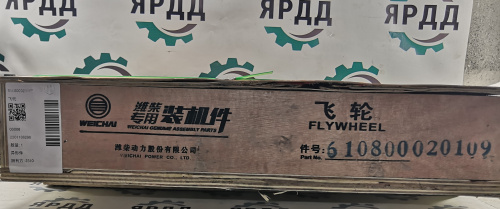 ЯРДД
ЯРДД
ЯРДД
WEICHAI
潍柴
专用
装机件
WEICHAI GENUINE ASSEMBLY PARTS
潍柴动力股份有限公司
WEICHAI POWER CO., LTD.
飞轮
FLYWHEEL
件号:
Part No.
610800020109